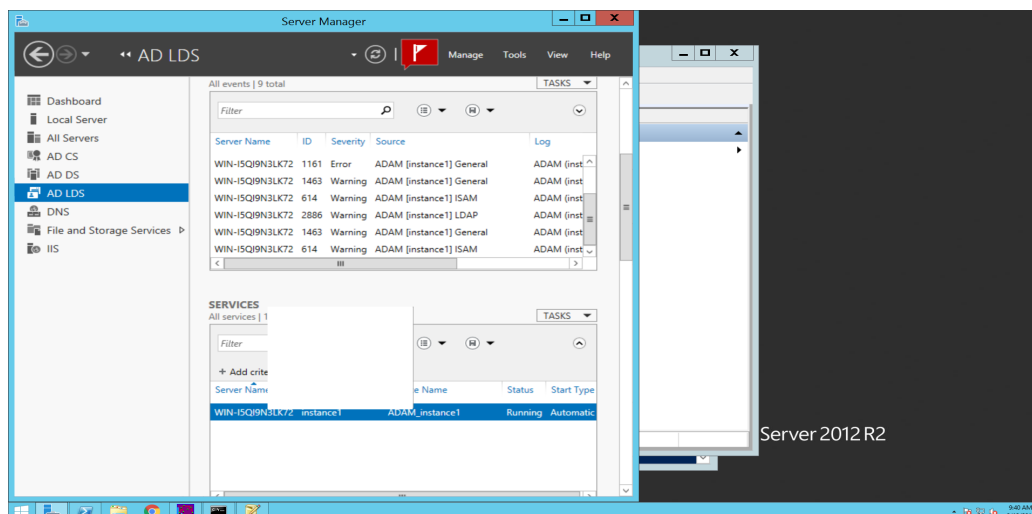 Server Manager
AD LDS
Manage Tools View Help
Dashboard
Local Server
All Servers
AD CS
AD DS
AD LDS
DNS
File and Storage Services
IIS
All events | 9 total
TASKS
Filter
Server Name ID Severity Source Log
WIN-I5QI9N3LK72 1161 Error ADAM [instance1] General ADAM (inst
WIN-I5QI9N3LK72 1463 Warning ADAM [instance1] General ADAM (inst
WIN-I5QI9N3LK72 614 Warning ADAM [instance1] ISAM ADAM (inst
WIN-I5QI9N3LK72 2886 Warning ADAM [instance1] LDAP ADAM (inst
WIN-I5QI9N3LK72 1463 Warning ADAM [instance1] General ADAM (inst
WIN-I5QI9N3LK72 614 Warning ADAM [instance1] ISAM ADAM (inst
SERVICES
All services | 1
TASKS
Filter
+ Add crite
Server Name e Name Status Start Type
WIN-I5QI9N3LK72 instance1 ADAM_instance1 Running Automatic
Server 2012 R2
9:40 AM